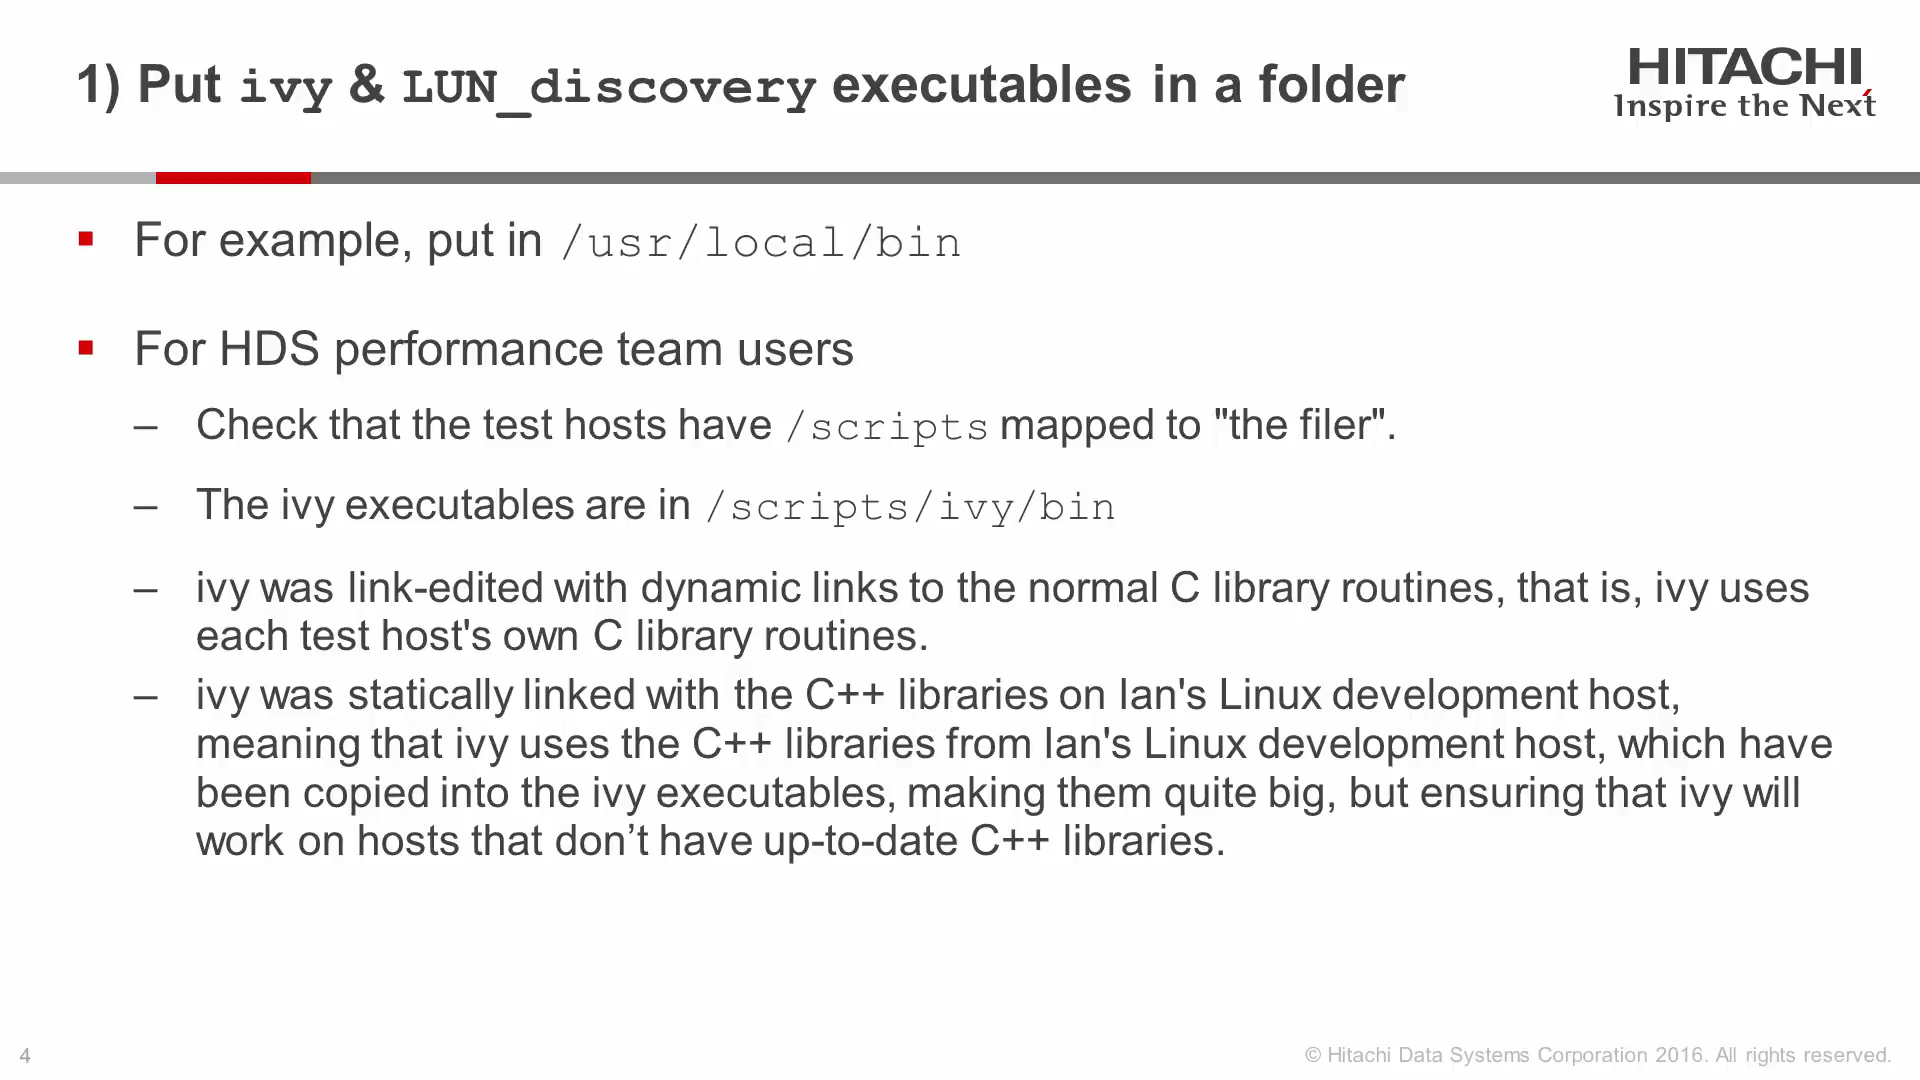 1) Put ivy & LUN_discovery executables in a folder
HITACHI
Inspire the Next
▪ For example, put in /usr/local/bin
▪ For HDS performance team users
– Check that the test hosts have /scripts mapped to "the filer".
– The ivy executables are in /scripts/ivy/bin
– ivy was link-edited with dynamic links to the normal C library routines, that is, ivy uses
each test host's own C library routines.
– ivy was statically linked with the C++ libraries on Ian's Linux development host,
meaning that ivy uses the C++ libraries from Ian's Linux development host, which have
been copied into the ivy executables, making them quite big, but ensuring that ivy will
work on hosts that don’t have up-to-date C++ libraries.
4
© Hitachi Data Systems Corporation 2016. All rights reserved.